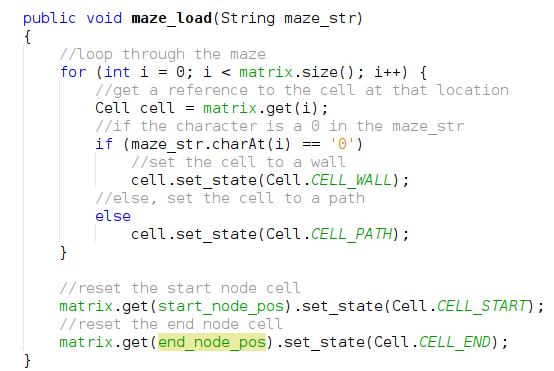 public void maze_load(String maze_str)
{
    //loop through the maze
    for (int i = 0; i < matrix.size(); i++) {
        //get a reference to the cell at that location
        Cell cell = matrix.get(i);
        //if the character is a 0 in the maze_str
        if (maze_str.charAt(i) == '0')
            //set the cell to a wall
            cell.set_state(Cell.CELL_WALL);
        //else, set the cell to a path
        else
            cell.set_state(Cell.CELL_PATH);
    }

    //reset the start node cell
    matrix.get(start_node_pos).set_state(Cell.CELL_START);
    //reset the end node cell
    matrix.get(end_node_pos).set_state(Cell.CELL_END);
}